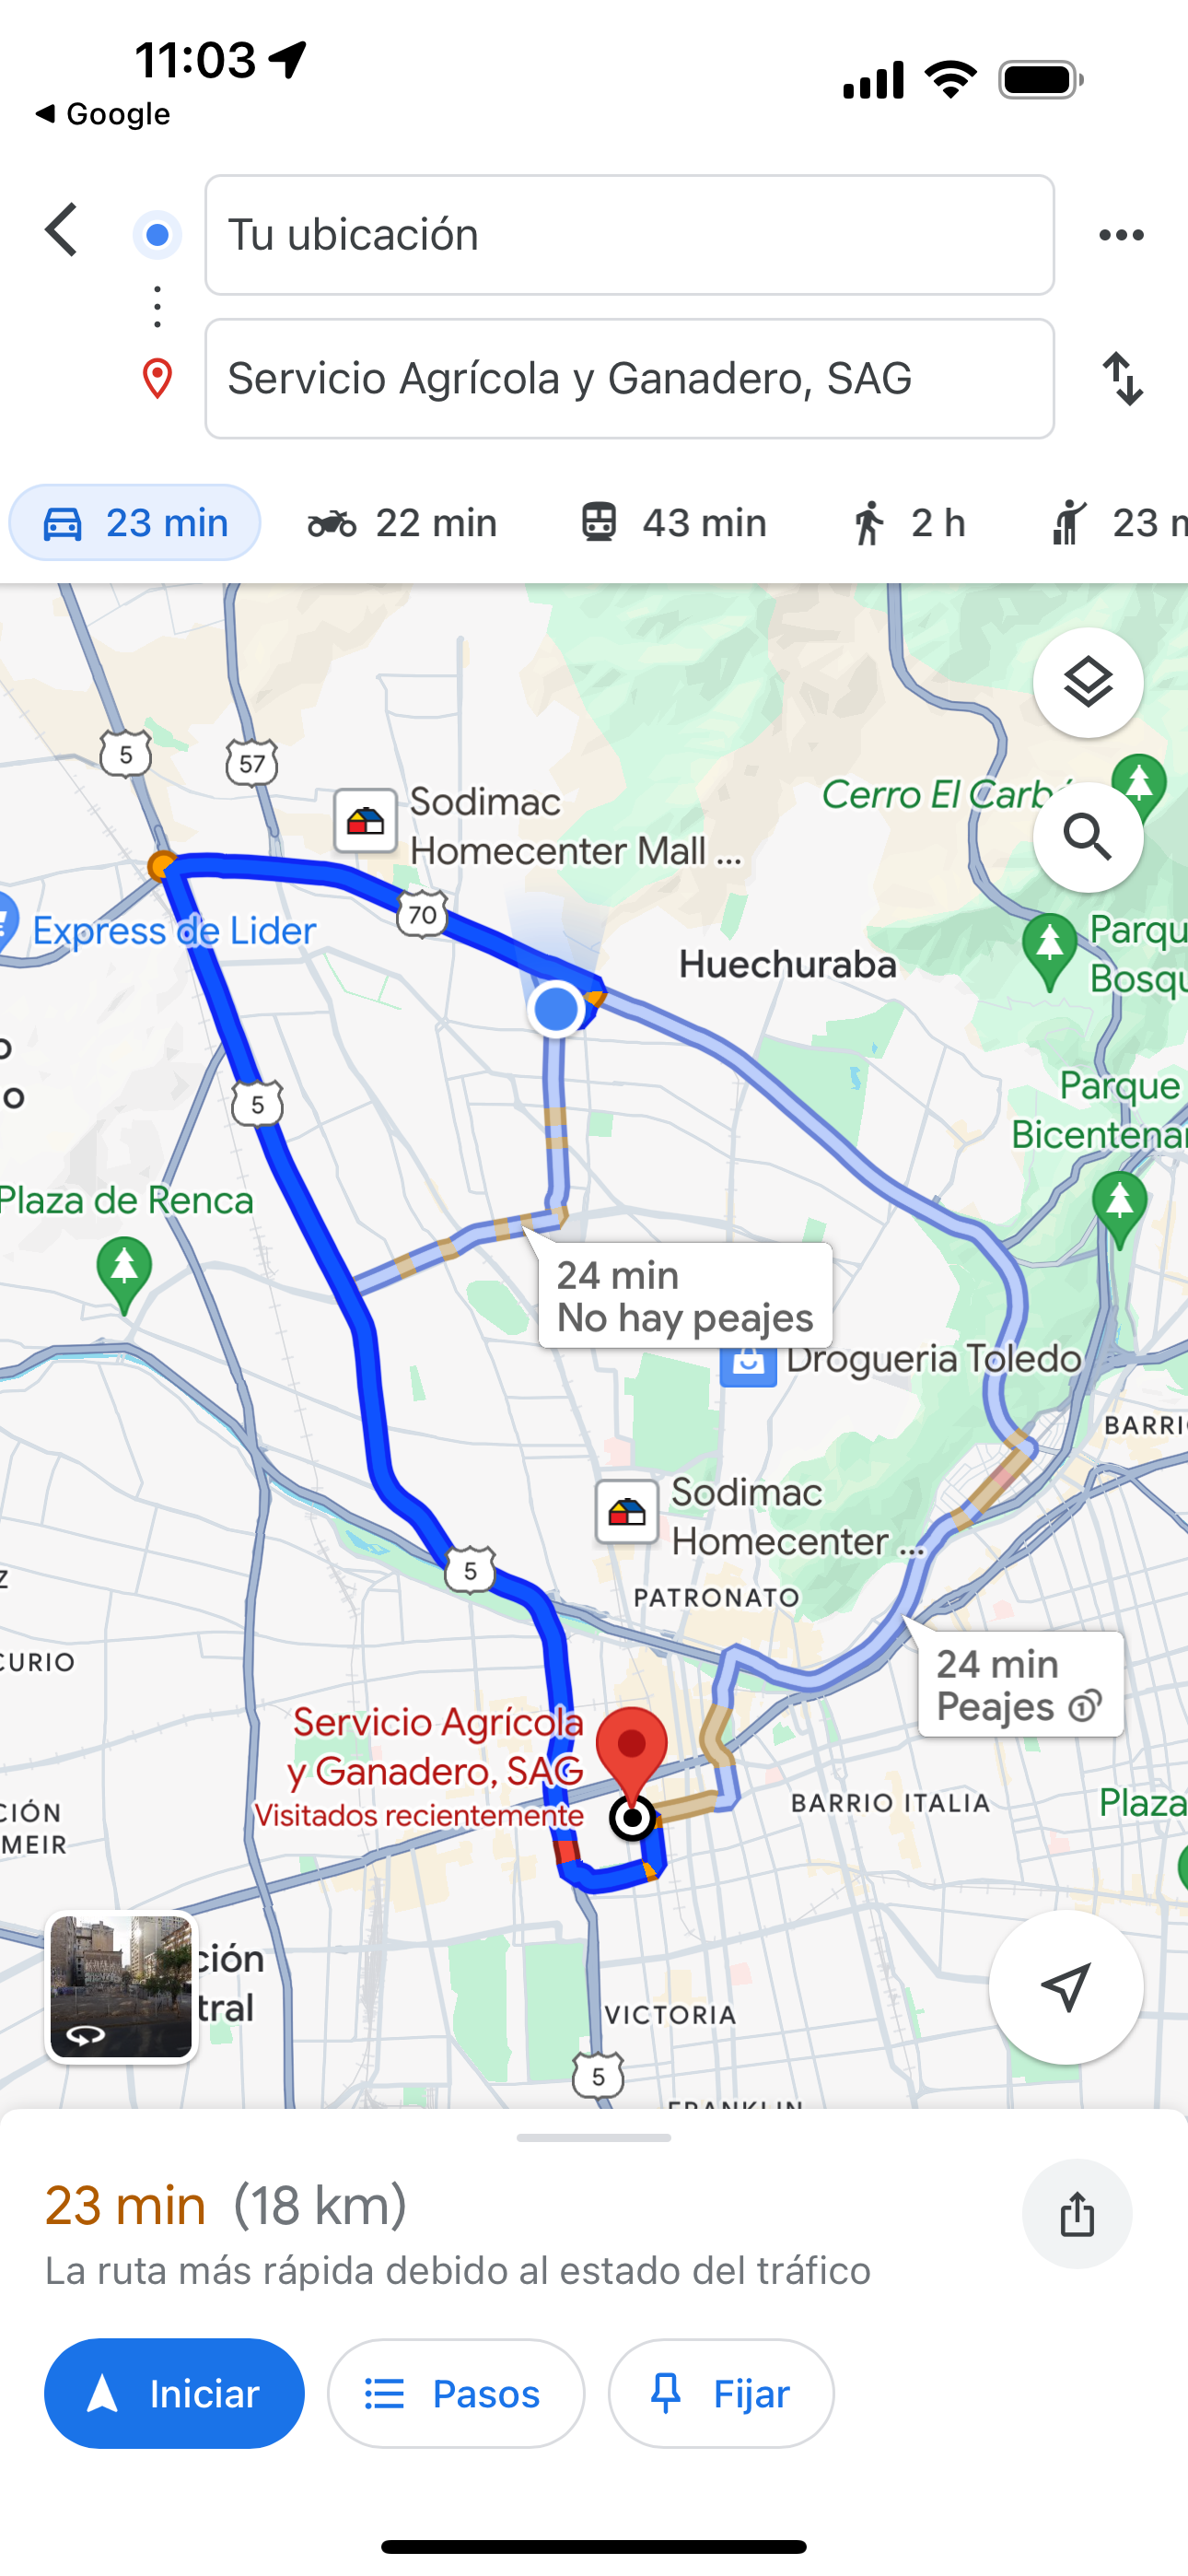 11:03
Google
Tu ubicación
Servicio Agrícola y Ganadero, SAG
23 min
22 min
43 min
2 h
23 m
5
57
Sodimac
Homecenter Mall ...
Cerro El Carb
70
Express de Lider
Huechuraba
Parqu
Bosqu
5
Parque
Bicentena
Plaza de Renca
24 min
No hay peajes
Drogueria Toledo
BARRI
Sodimac
Homecenter ...
5
PATRONATO
CURIO
24 min
Peajes
Servicio Agrícola
y Ganadero, SAG
Visitados recientemente
BARRIO ITALIA
Plaza
CIÓN
MEIR
ción
tral
VICTORIA
5
FRANKLIN
23 min (18 km)
La ruta más rápida debido al estado del tráfico
Iniciar
Pasos
Fijar